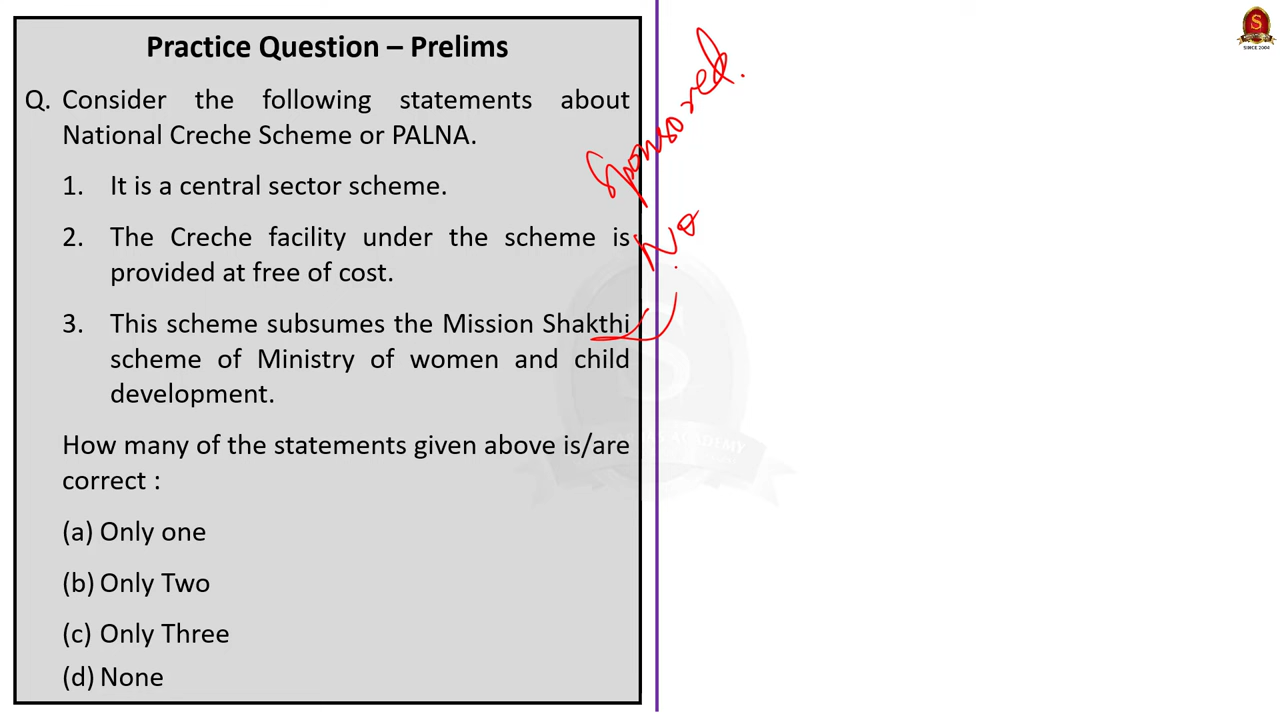 Practice Question – Prelims
Q. Consider the following statements about
National Creche Scheme or PALNA.
1. It is a central sector scheme.
2. The Creche facility under the scheme is
provided at free of cost.
3. This scheme subsumes the Mission Shakthi
scheme of Ministry of women and child
development.
How many of the statements given above is/are
correct :
(a) Only one
(b) Only Two
(c) Only Three
(d) None
Sponsored.
No
S
SINCE 2004
ACADEMY